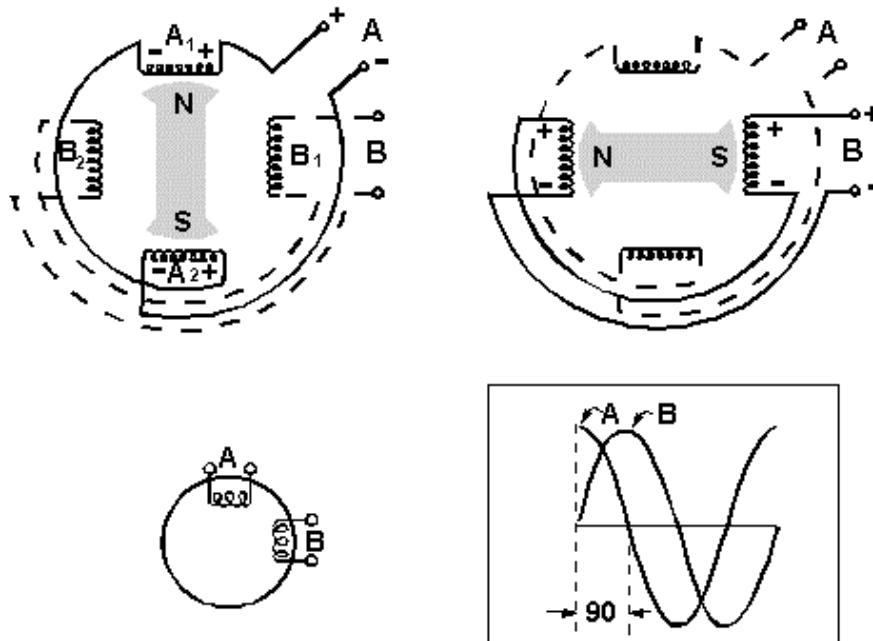 + A
- A₁ +
-
N
B₂ B₁ B
S
- A₂ +
A
+
+ +
N S B
- - -
A
B
A B
90